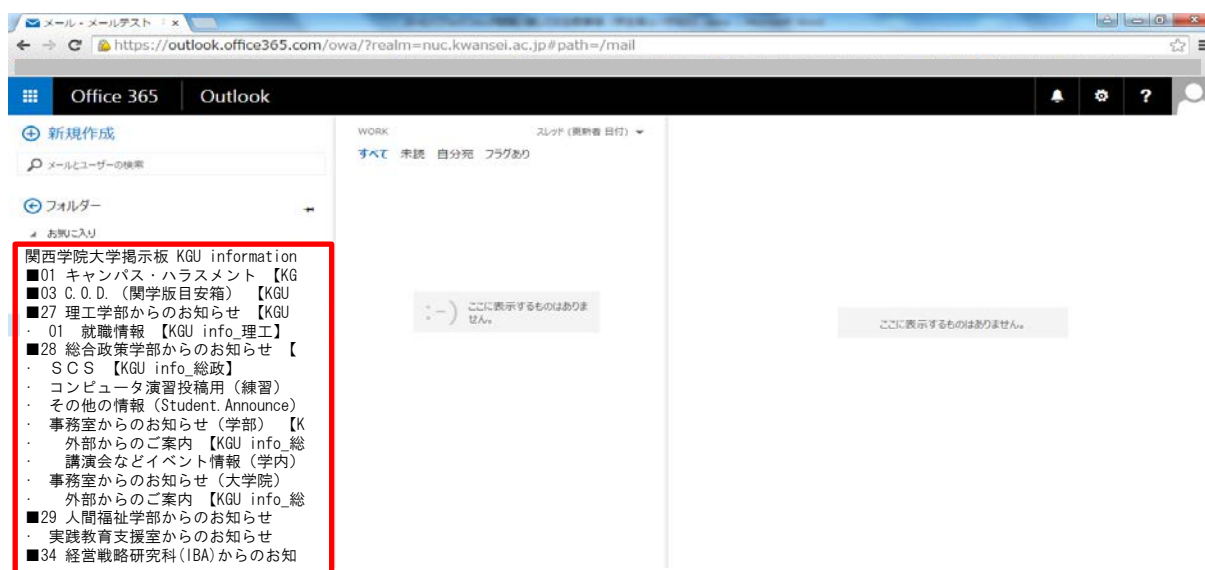 メール - メールテスト
https://outlook.office365.com/owa/?realm=nuc.kwansei.ac.jp#path=/mail
Office 365 Outlook ?
新規作成
メールとユーザーの検索
フォルダー
お気に入り
関西学院大学掲示板 KGU information
■01 キャンパス・ハラスメント 【KG
■03 C.O.D.（関学版目安箱） 【KGU
■27 理工学部からのお知らせ 【KGU
· 01 就職情報 【KGU info_理工】
■28 総合政策学部からのお知らせ 【
· ＳＣＳ 【KGU info_総政】
· コンピュータ演習投稿用（練習）
· その他の情報（Student.Announce）
· 事務室からのお知らせ（学部） 【K
· 外部からのご案内 【KGU info_総
· 講演会などイベント情報（学内）
· 事務室からのお知らせ（大学院）
· 外部からのご案内 【KGU info_総
■29 人間福祉学部からのお知らせ
· 実践教育支援室からのお知らせ
■34 経営戦略研究科(IBA)からのお知
WORK スレッド (更新者 日付)
すべて 未読 自分宛 フラグあり
:-) ここに表示するものはありま
せん。
ここに表示するものはありません。